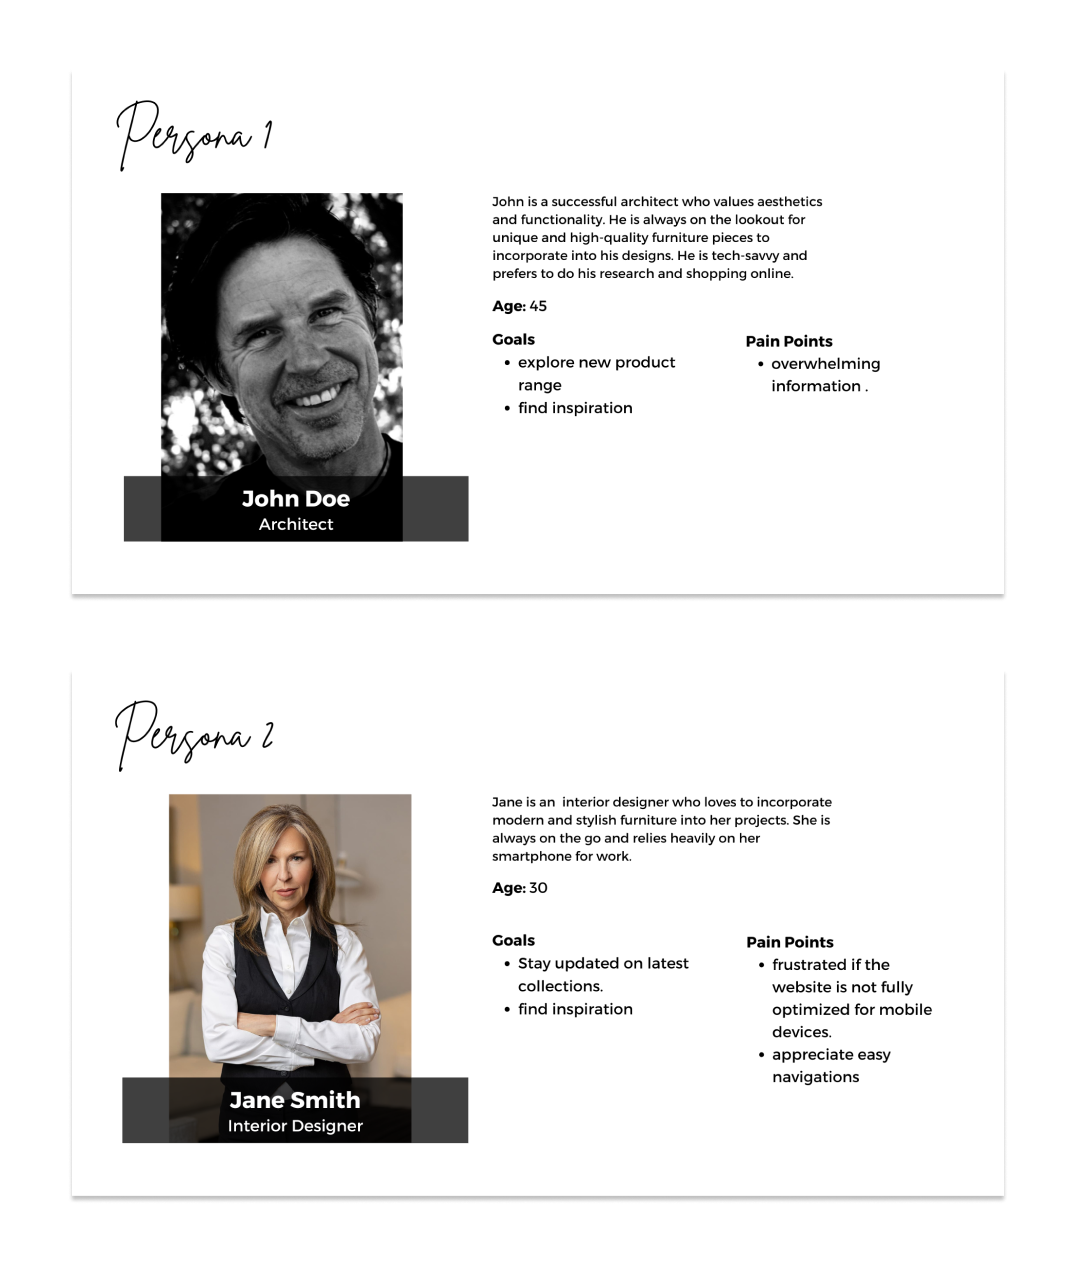 Persona 1
John is a successful architect who values aesthetics
and functionality. He is always on the lookout for
unique and high-quality furniture pieces to
incorporate into his designs. He is tech-savvy and
prefers to do his research and shopping online.
Age: 45
Goals
• explore new product
range
• find inspiration
Pain Points
• overwhelming
information .
John Doe
Architect
Persona 2
Jane is an  interior designer who loves to incorporate
modern and stylish furniture into her projects. She is
always on the go and relies heavily on her
smartphone for work.
Age: 30
Goals
• Stay updated on latest
collections.
• find inspiration
Pain Points
• frustrated if the
website is not fully
optimized for mobile
devices.
• appreciate easy
navigations
Jane Smith
Interior Designer